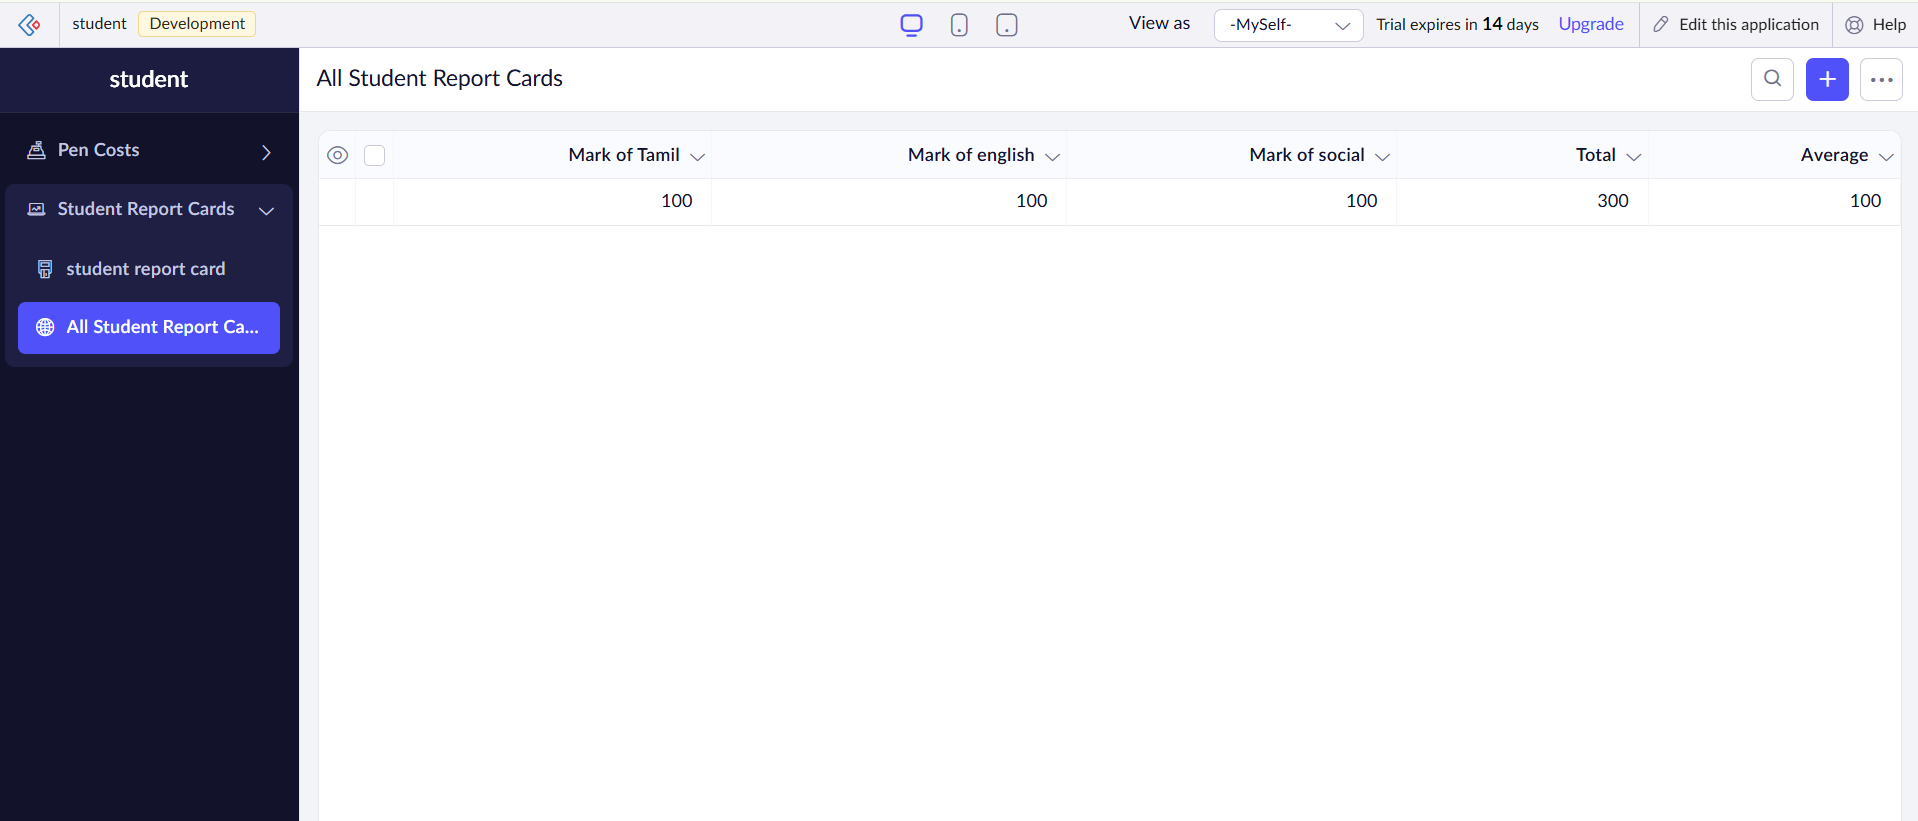 student Development View as -MySelf- Trial expires in 14 days Upgrade Edit this application Help
student
All Student Report Cards
Pen Costs
Student Report Cards
student report card
All Student Report Ca...
Mark of Tamil Mark of english Mark of social Total Average
100 100 100 300 100